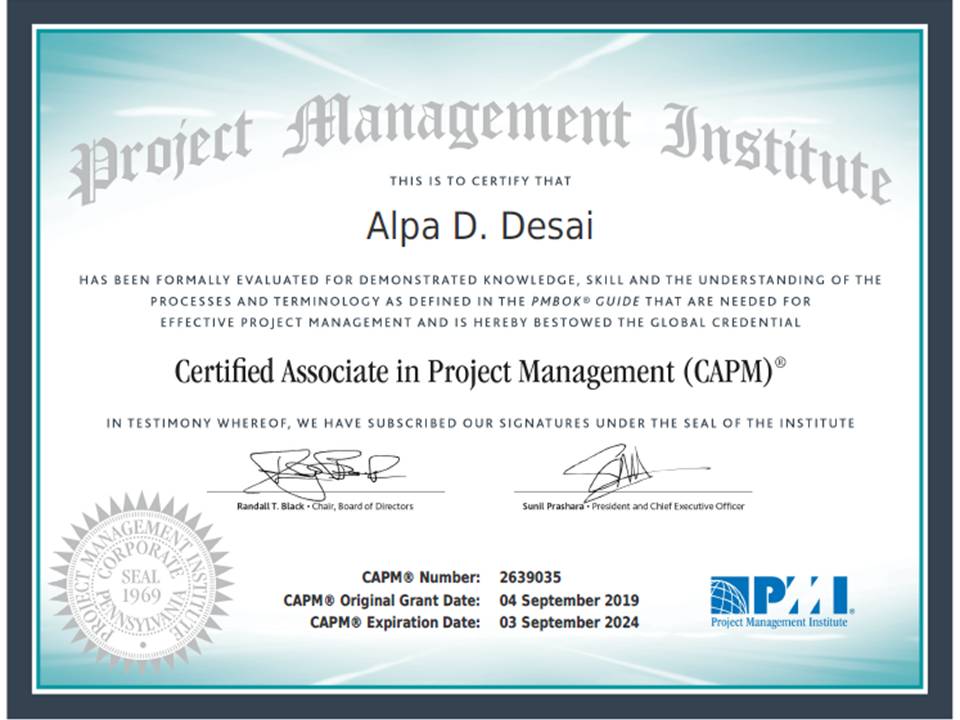 Project Management Institute
THIS IS TO CERTIFY THAT
Alpa D. Desai
HAS BEEN FORMALLY EVALUATED FOR DEMONSTRATED KNOWLEDGE, SKILL AND THE UNDERSTANDING OF THE
PROCESSES AND TERMINOLOGY AS DEFINED IN THE PMBOK® GUIDE THAT ARE NEEDED FOR
EFFECTIVE PROJECT MANAGEMENT AND IS HEREBY BESTOWED THE GLOBAL CREDENTIAL
Certified Associate in Project Management (CAPM)®
IN TESTIMONY WHEREOF, WE HAVE SUBSCRIBED OUR SIGNATURES UNDER THE SEAL OF THE INSTITUTE
Randall T. Black • Chair, Board of Directors
Sunil Prashara • President and Chief Executive Officer
PROJECT MANAGEMENT INSTITUTE
CORPORATE
SEAL
1969
PENNSYLVANIA
CAPM® Number: 2639035
CAPM® Original Grant Date: 04 September 2019
CAPM® Expiration Date: 03 September 2024
PMI®
Project Management Institute